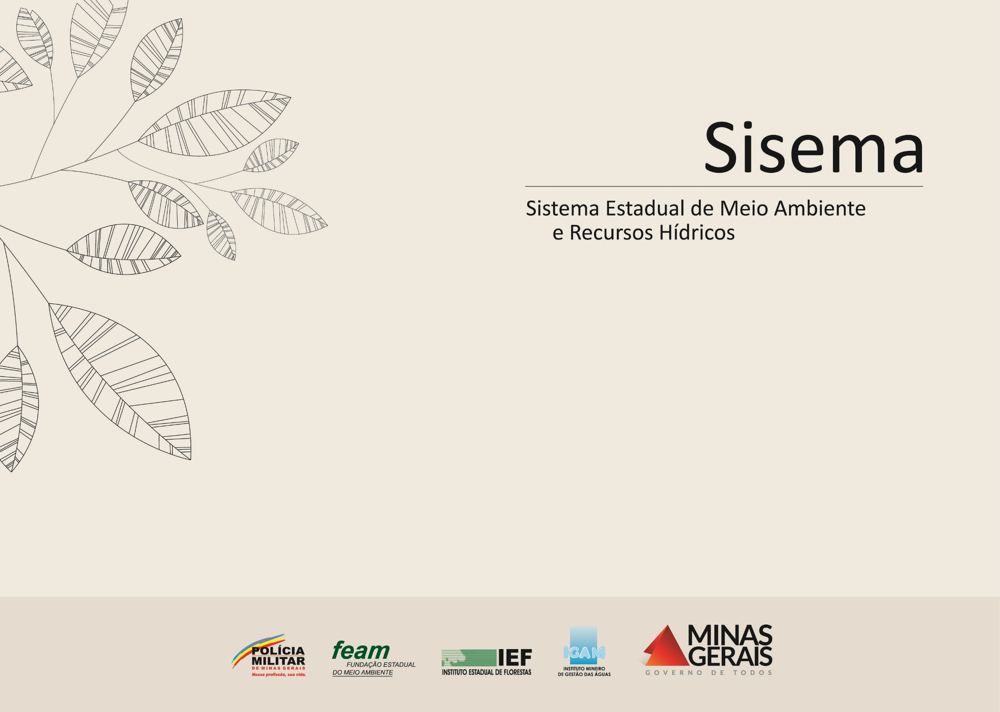 Sisema
Sistema Estadual de Meio Ambiente
e Recursos Hídricos
POLÍCIA
MILITAR
DE MINAS GERAIS
Nossa profissão, sua vida.
feam
FUNDAÇÃO ESTADUAL
DO MEIO AMBIENTE
IEF
INSTITUTO ESTADUAL DE FLORESTAS
IGAM
INSTITUTO MINEIRO
DE GESTÃO DAS ÁGUAS
MINAS
GERAIS
GOVERNO DE TODOS